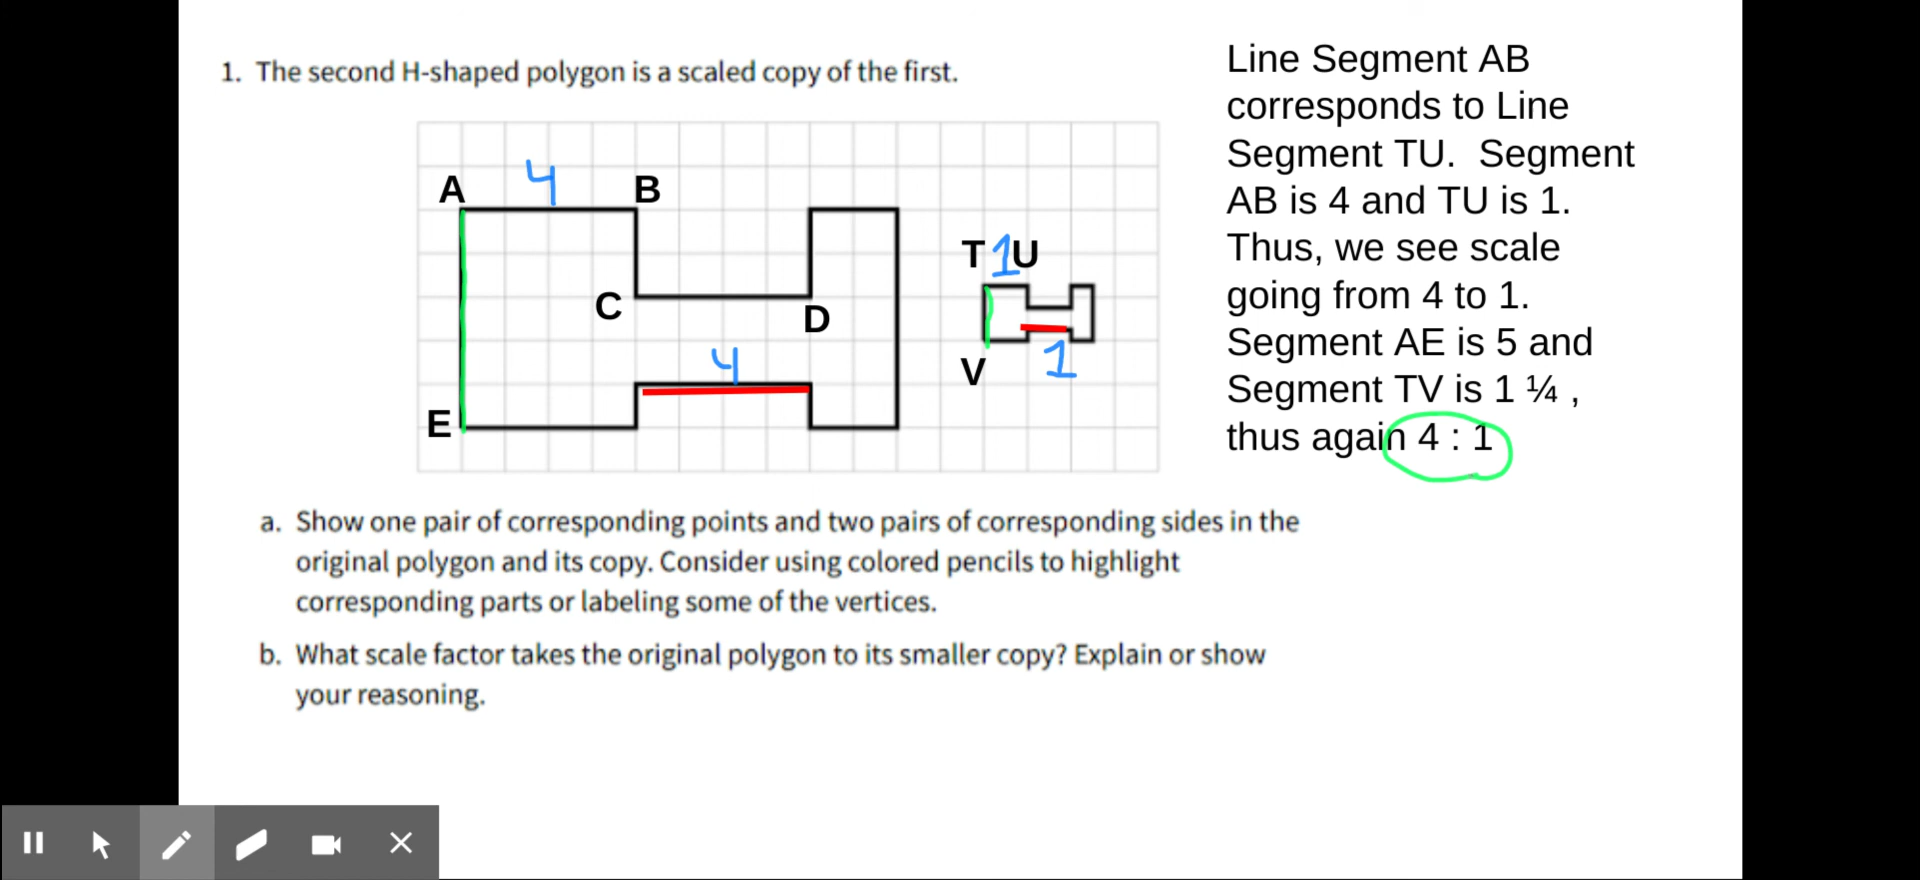 1. The second H-shaped polygon is a scaled copy of the first.
Line Segment AB
corresponds to Line
Segment TU. Segment
AB is 4 and TU is 1.
Thus, we see scale
going from 4 to 1.
Segment AE is 5 and
Segment TV is 1 ¼ ,
thus again 4 : 1
A 4 B
T 1 U
C
D
4
V 1
E
a. Show one pair of corresponding points and two pairs of corresponding sides in the
original polygon and its copy. Consider using colored pencils to highlight
corresponding parts or labeling some of the vertices.
b. What scale factor takes the original polygon to its smaller copy? Explain or show
your reasoning.